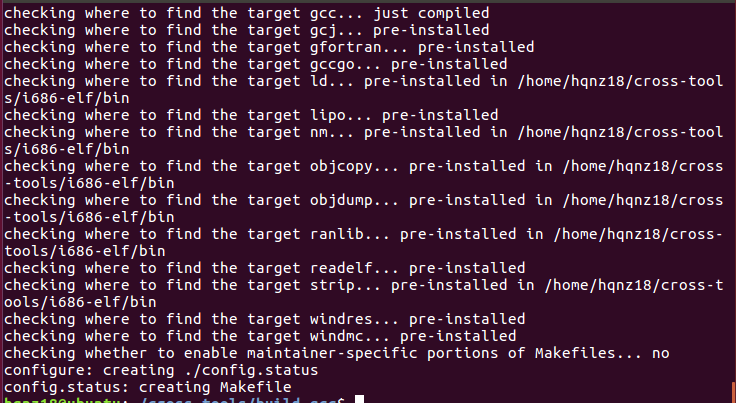 checking where to find the target gcc... just compiled
checking where to find the target gcj... pre-installed
checking where to find the target gfortran... pre-installed
checking where to find the target gccgo... pre-installed
checking where to find the target ld... pre-installed in /home/hqnz18/cross-tool
s/i686-elf/bin
checking where to find the target lipo... pre-installed
checking where to find the target nm... pre-installed in /home/hqnz18/cross-tool
s/i686-elf/bin
checking where to find the target objcopy... pre-installed in /home/hqnz18/cross
-tools/i686-elf/bin
checking where to find the target objdump... pre-installed in /home/hqnz18/cross
-tools/i686-elf/bin
checking where to find the target ranlib... pre-installed in /home/hqnz18/cross-
tools/i686-elf/bin
checking where to find the target readelf... pre-installed
checking where to find the target strip... pre-installed in /home/hqnz18/cross-t
ools/i686-elf/bin
checking where to find the target windres... pre-installed
checking where to find the target windmc... pre-installed
checking whether to enable maintainer-specific portions of Makefiles... no
configure: creating ./config.status
config.status: creating Makefile
hqnz18@ubuntu:~/cross-tools/build-gcc$